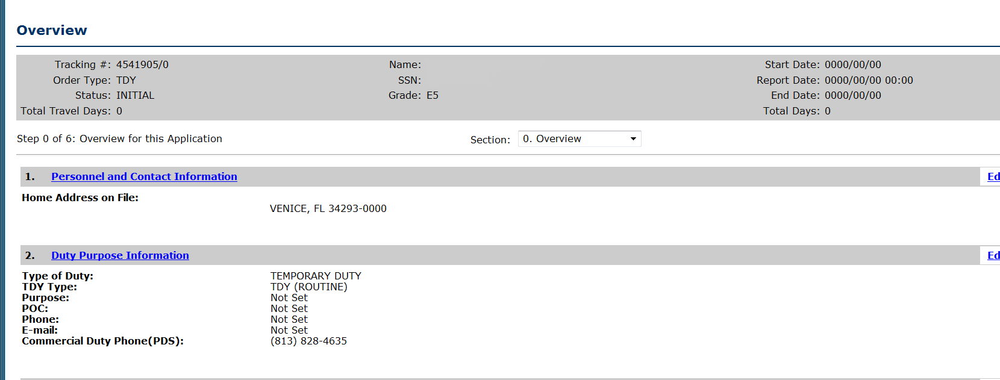 Overview
Tracking #: 4541905/0 Name: Start Date: 0000/00/00
Order Type: TDY SSN: Report Date: 0000/00/00 00:00
Status: INITIAL Grade: E5 End Date: 0000/00/00
Total Travel Days: 0 Total Days: 0
Step 0 of 6: Overview for this Application Section: 0. Overview
1. Personnel and Contact Information Ed
Home Address on File:
VENICE, FL 34293-0000
2. Duty Purpose Information Ed
Type of Duty: TEMPORARY DUTY
TDY Type: TDY (ROUTINE)
Purpose: Not Set
POC: Not Set
Phone: Not Set
E-mail: Not Set
Commercial Duty Phone(PDS): (813) 828-4635